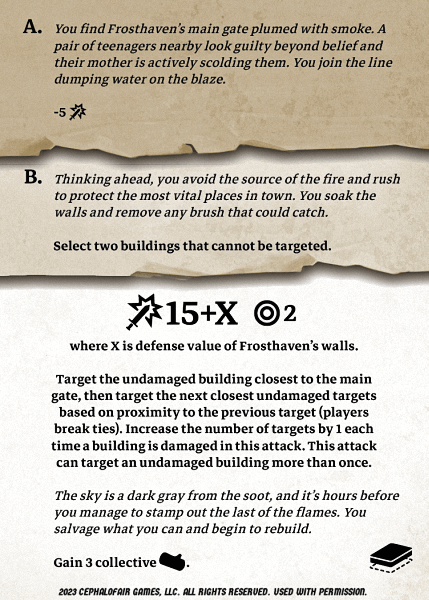 A. You find Frosthaven's main gate plumed with smoke. A
pair of teenagers nearby look guilty beyond belief and
their mother is actively scolding them. You join the line
dumping water on the blaze.
-5
B. Thinking ahead, you avoid the source of the fire and rush
to protect the most vital places in town. You soak the
walls and remove any brush that could catch.
Select two buildings that cannot be targeted.
15+X 2
where X is defense value of Frosthaven's walls.
Target the undamaged building closest to the main
gate, then target the next closest undamaged targets
based on proximity to the previous target (players
break ties). Increase the number of targets by 1 each
time a building is damaged in this attack. This attack
can target an undamaged building more than once.
The sky is a dark gray from the soot, and it's hours before
you manage to stamp out the last of the flames. You
salvage what you can and begin to rebuild.
Gain 3 collective .
2023 CEPHALOFAIR GAMES, LLC. ALL RIGHTS RESERVED. USED WITH PERMISSION.